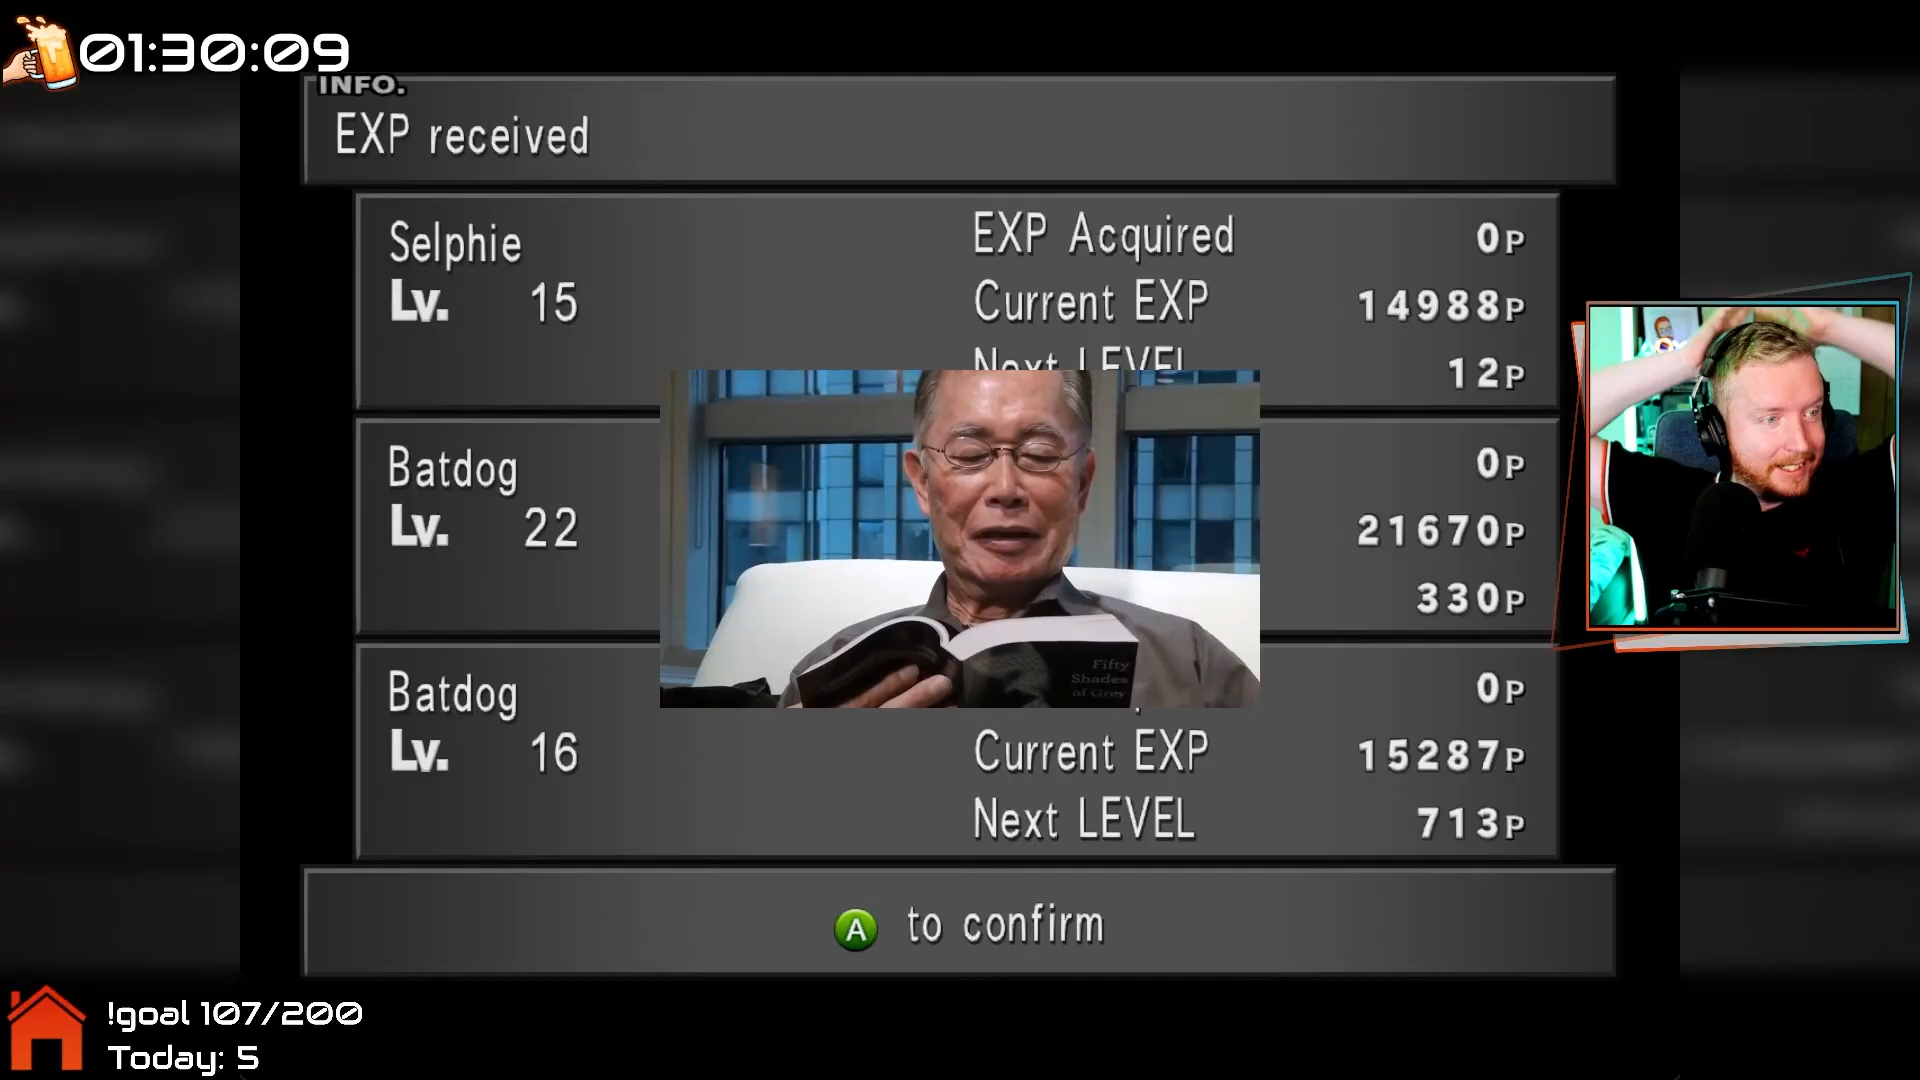 01:30:09
INFO.
EXP received
Selphie
Lv. 15
EXP Acquired 0P
Current EXP 14988P
Next LEVEL 12P
Batdog
Lv. 22
0P
21670P
330P
Fifty
Shades
of Grey
Batdog
Lv. 16
0P
Current EXP 15287P
Next LEVEL 713P
A to confirm
!goal 107/200
Today: 5